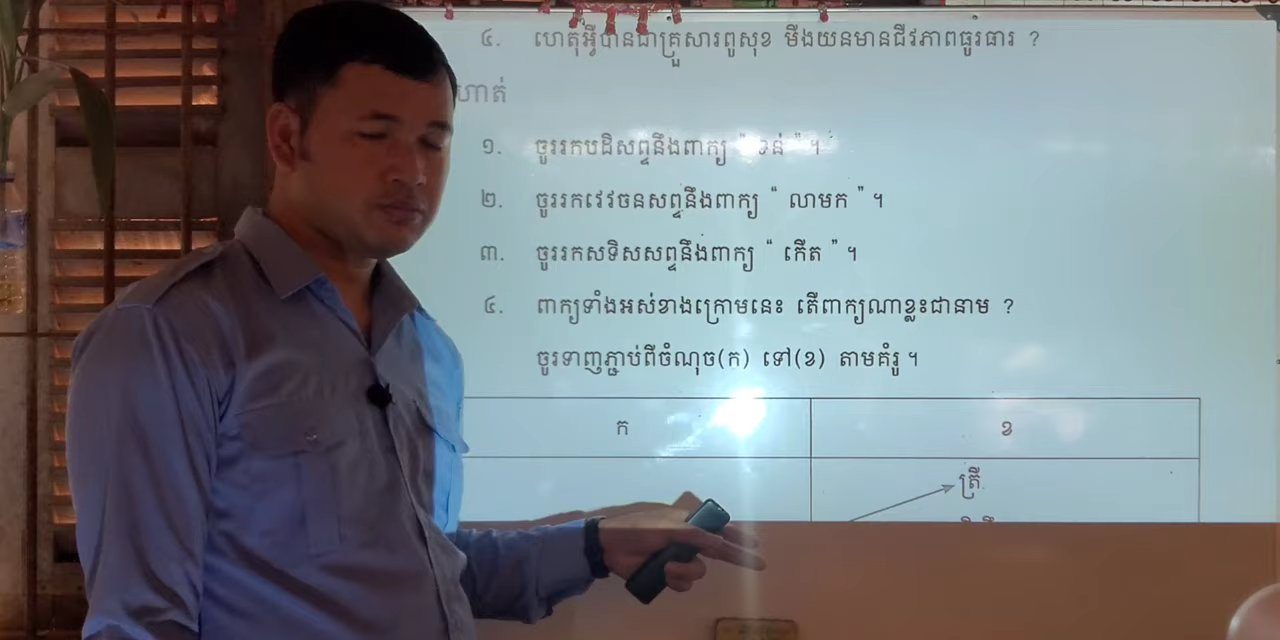 ៤. ហេតុអ្វីបានជាគ្រួសារពូសុខ មីងយនមានជីវភាពធូរធារ ?
ហាត់
១. ចូររកបដិសព្ទនឹងពាក្យ " ទន់ " ។
២. ចូររកវេវចនសព្ទនឹងពាក្យ " លាមក " ។
៣. ចូររកសទិសសព្ទនឹងពាក្យ " កើត " ។
៤. ពាក្យទាំងអស់ខាងក្រោមនេះ តើពាក្យណាខ្លះជានាម ?
ចូរទាញភ្ជាប់ពីចំណុច(ក) ទៅ(ខ) តាមគំរូ ។
ក ខ
ត្រី